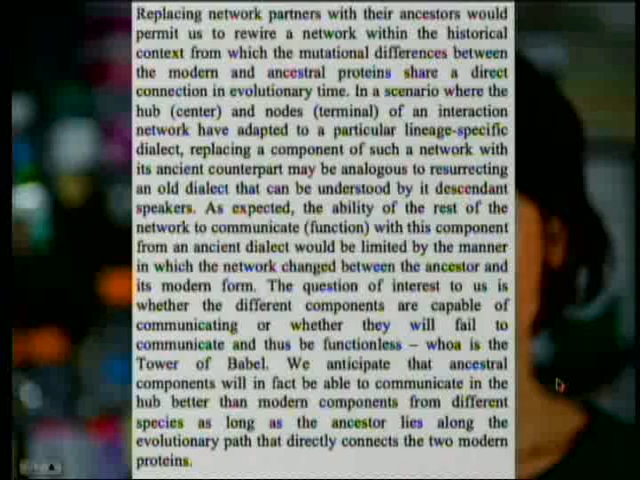 Replacing network partners with their ancestors would
permit us to rewire a network within the historical
context from which the mutational differences between
the modern and ancestral proteins share a direct
connection in evolutionary time. In a scenario where the
hub (center) and nodes (terminal) of an interaction
network have adapted to a particular lineage-specific
dialect, replacing a component of such a network with
its ancient counterpart may be analogous to resurrecting
an old dialect that can be understood by it descendant
speakers. As expected, the ability of the rest of the
network to communicate (function) with this component
from an ancient dialect would be limited by the manner
in which the network changed between the ancestor and
its modern form. The question of interest to us is
whether the different components are capable of
communicating or whether they will fail to
communicate and thus be functionless – whoa is the
Tower of Babel. We anticipate that ancestral
components will in fact be able to communicate in the
hub better than modern components from different
species as long as the ancestor lies along the
evolutionary path that directly connects the two modern
proteins.